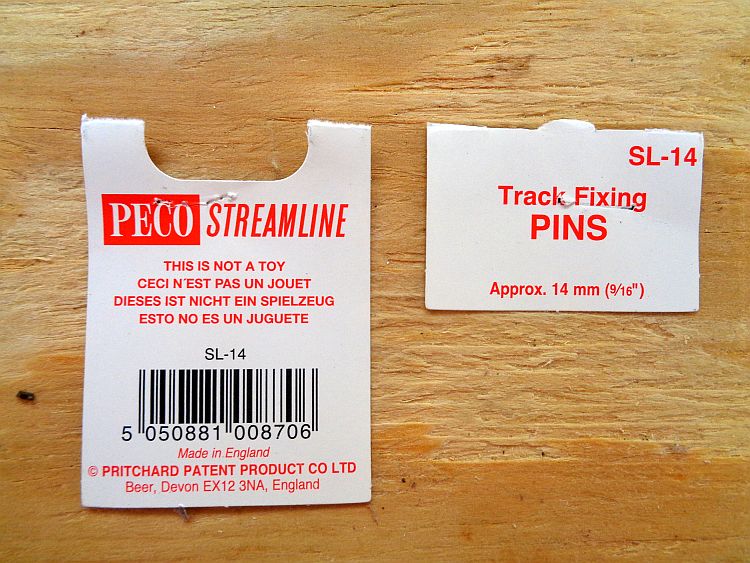 PECO STREAMLINE
THIS IS NOT A TOY
CECI N´EST PAS UN JOUET
DIESES IST NICHT EIN SPIELZEUG
ESTO NO ES UN JUGUETE
SL-14
5 050881 008706
Made in England
© PRITCHARD PATENT PRODUCT CO LTD
Beer, Devon EX12 3NA, England
SL-14
Track Fixing
PINS
Approx. 14 mm (9/16")